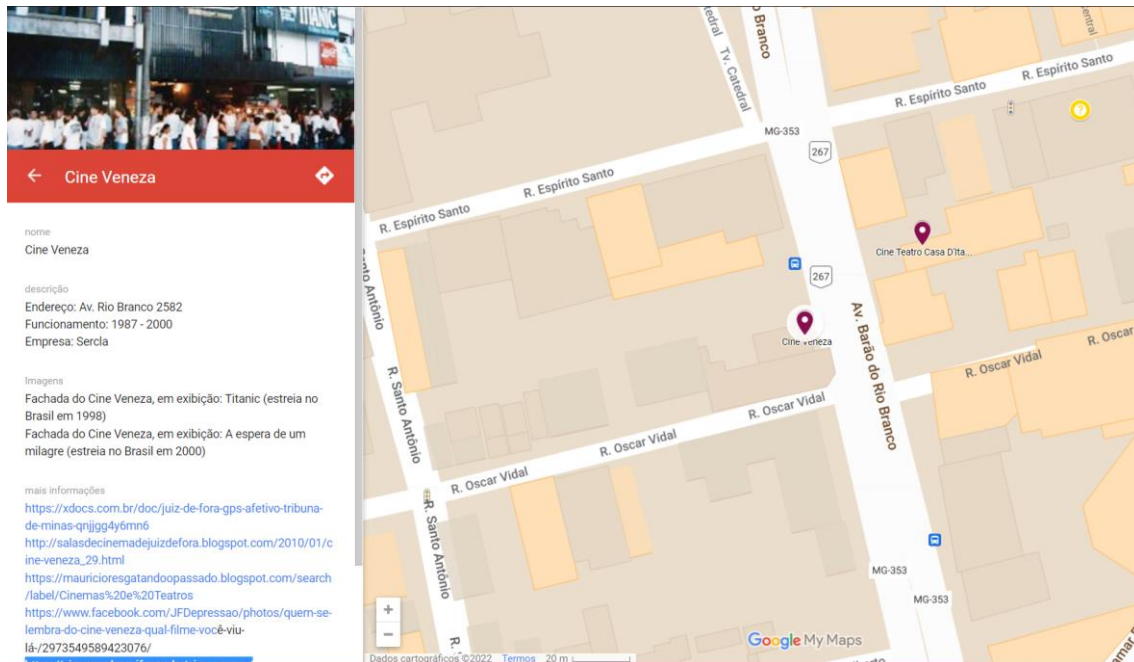 TITANIC
Cine Veneza
nome
Cine Veneza
descrição
Endereço: Av. Rio Branco 2582
Funcionamento: 1987 - 2000
Empresa: Sercla
Imagens
Fachada do Cine Veneza, em exibição: Titanic (estreia no
Brasil em 1998)
Fachada do Cine Veneza, em exibição: A espera de um
milagre (estreia no Brasil em 2000)
mais informações
https://xdocs.com.br/doc/juiz-de-fora-gps-afetivo-tribuna-
de-minas-qnjjgg4y6mn6
http://salasdecinemadejuizdefora.blogspot.com/2010/01/c
ine-veneza_29.html
https://mauricioresgatandoopassado.blogspot.com/search
/label/Cinemas%20e%20Teatros
https://www.facebook.com/JFDepressao/photos/quem-se-
lembra-do-cine-veneza-qual-filme-você-viu-
lá-/2973549589423076/
Tv. Catedral
R. Espírito Santo
R. Espírito Santo
MG-353
267
R. Espírito Santo
R. Espírito Santo
Cine Teatro Casa D'Ita...
267
Cine Veneza
Av. Barão do Rio Branco
R. Santo Antônio
R. Oscar
R. Oscar Vidal
R. Oscar Vidal
R. Oscar Vidal
R. Oscar Vidal
R. Santo Antônio
MG-353
MG-353
+
−
Google My Maps
Dados cartográficos ©2022 Termos 20 m